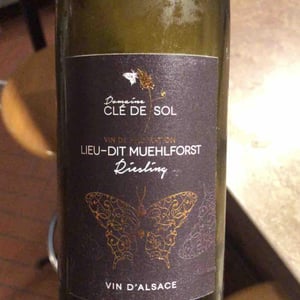 Domaine
CLÉ DE SOL
LIEU-DIT MUEHLFORST
Riesling
VIN D'ALSACE